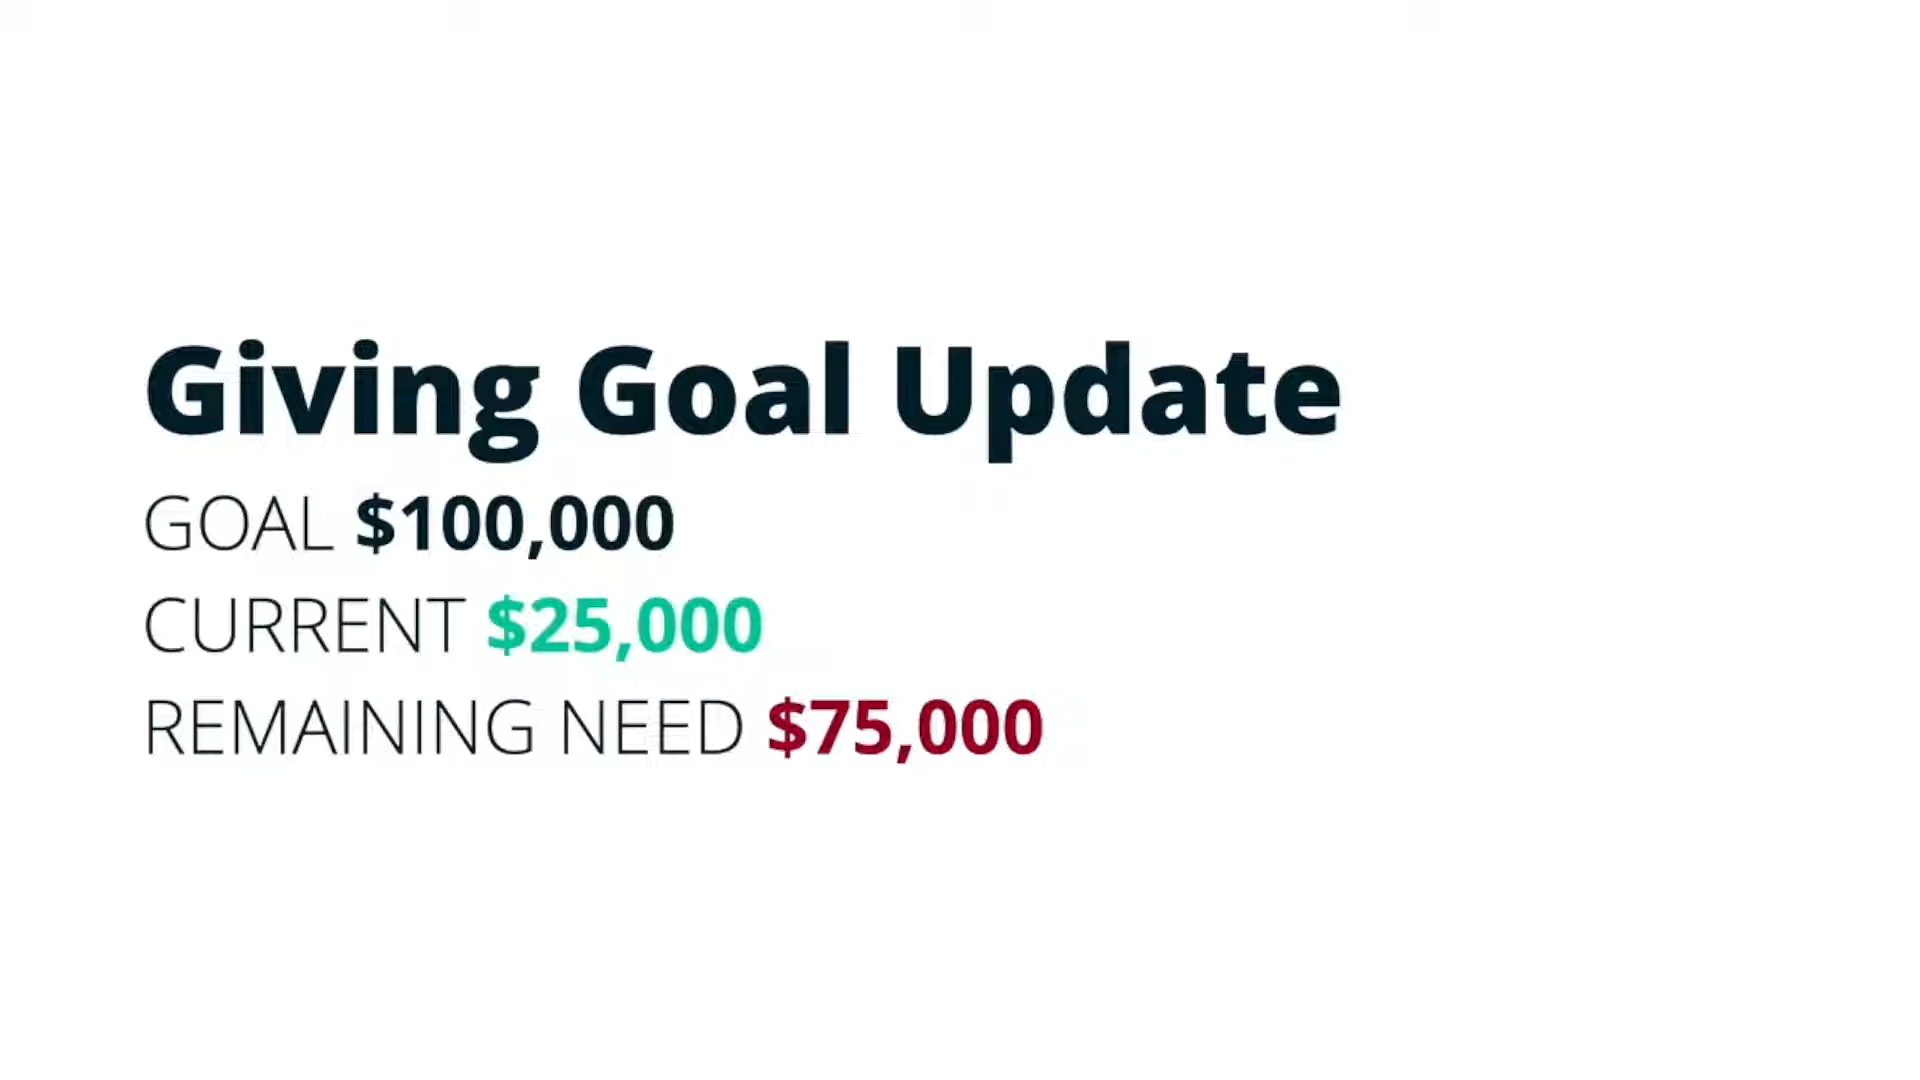 Giving Goal Update
GOAL $100,000
CURRENT $25,000
REMAINING NEED $75,000